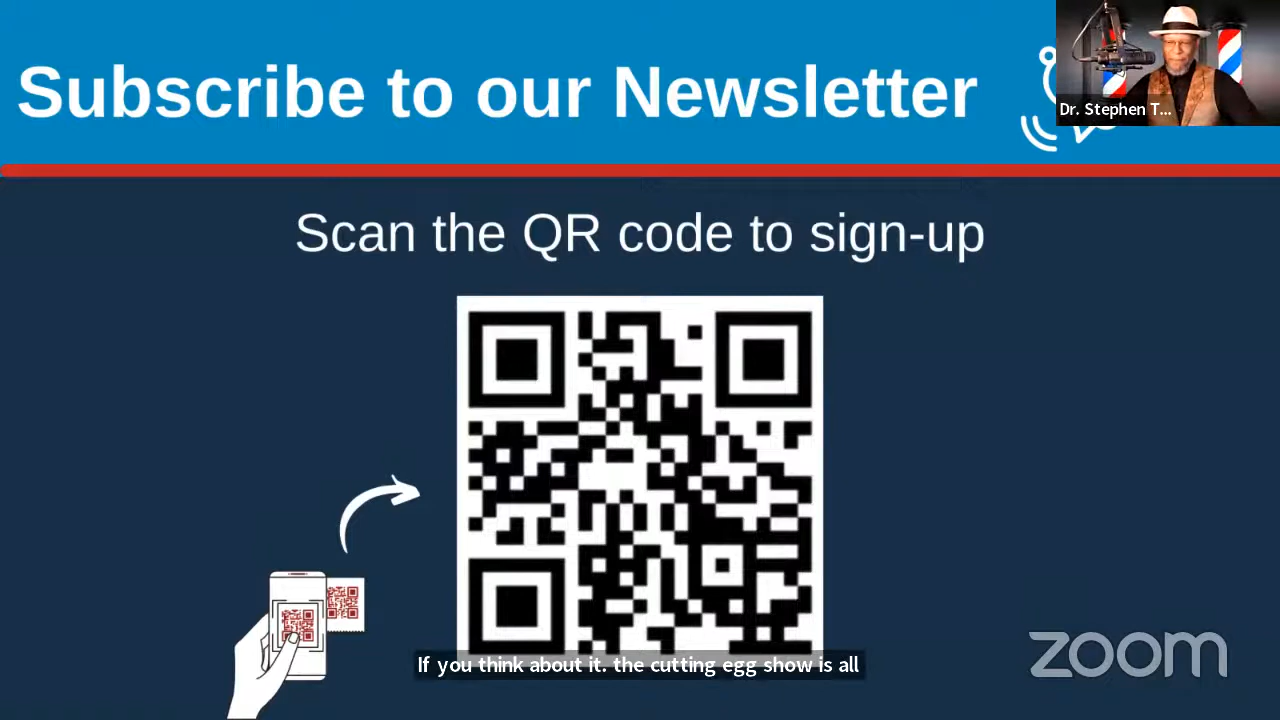 Subscribe to our Newsletter
Dr. Stephen T...
Scan the QR code to sign-up
If you think about it. the cutting egg show is all
zoom